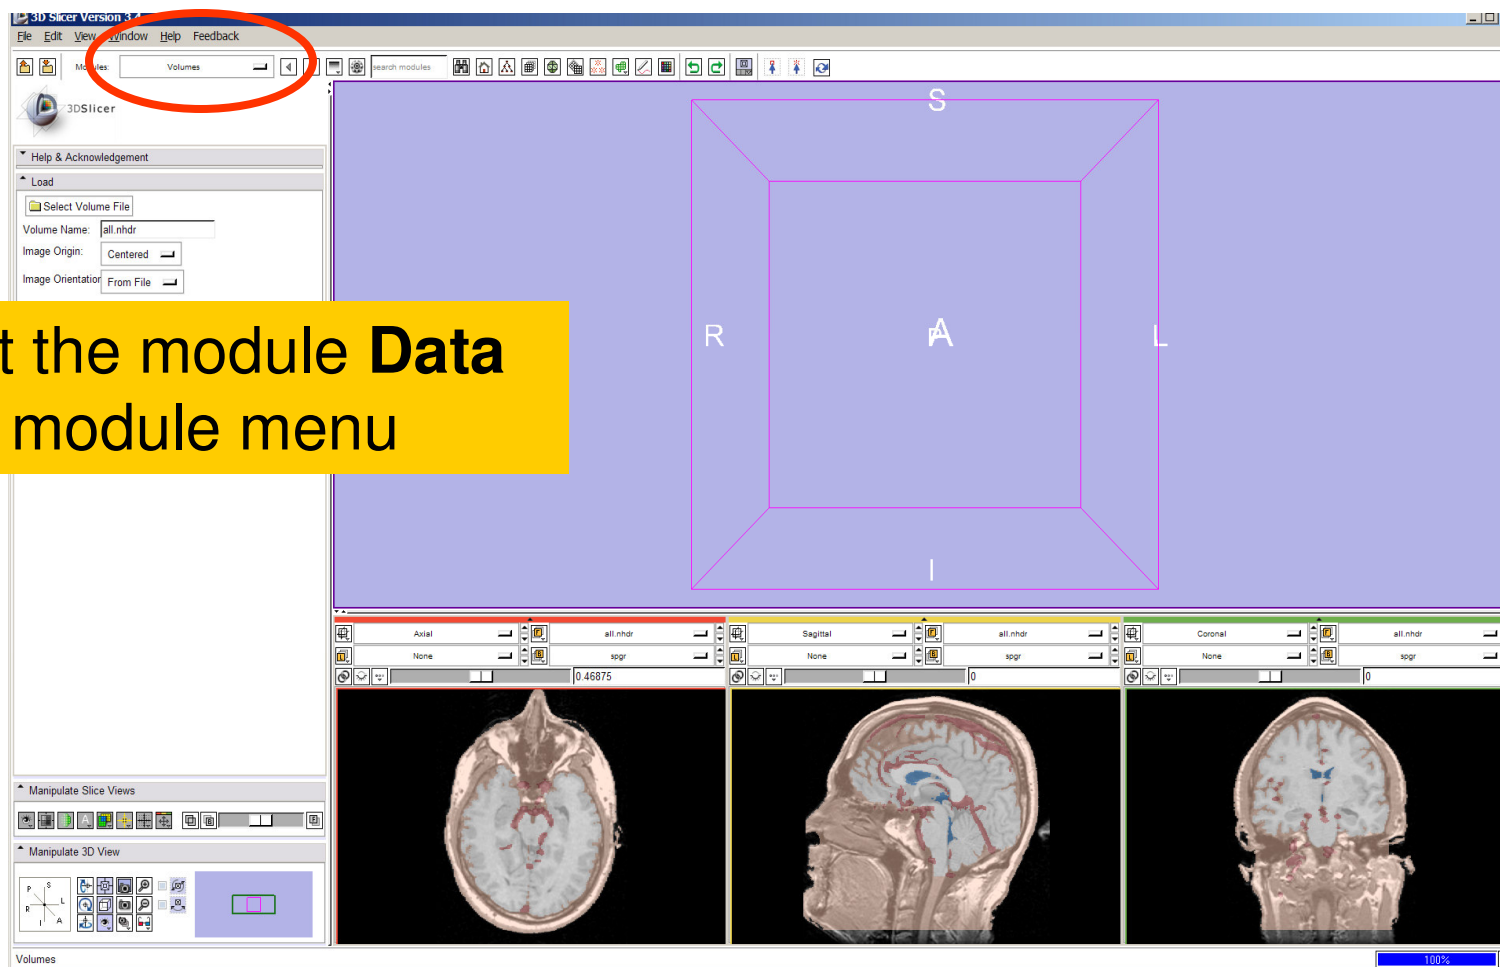 3D Slicer Version 3.4
File Edit View Window Help Feedback
Modules: Volumes search modules
3DSlicer
Help & Acknowledgement
Load
Select Volume File
Volume Name: all.nhdr
Image Origin: Centered
Image Orientation From File
t the module Data
module menu
S
R A P L
I
Axial all.nhdr Sagittal all.nhdr Coronal all.nhdr
None spgr None spgr None spgr
0.46875 0 0
Manipulate Slice Views
Manipulate 3D View
P S
R L
I A
Volumes 100%